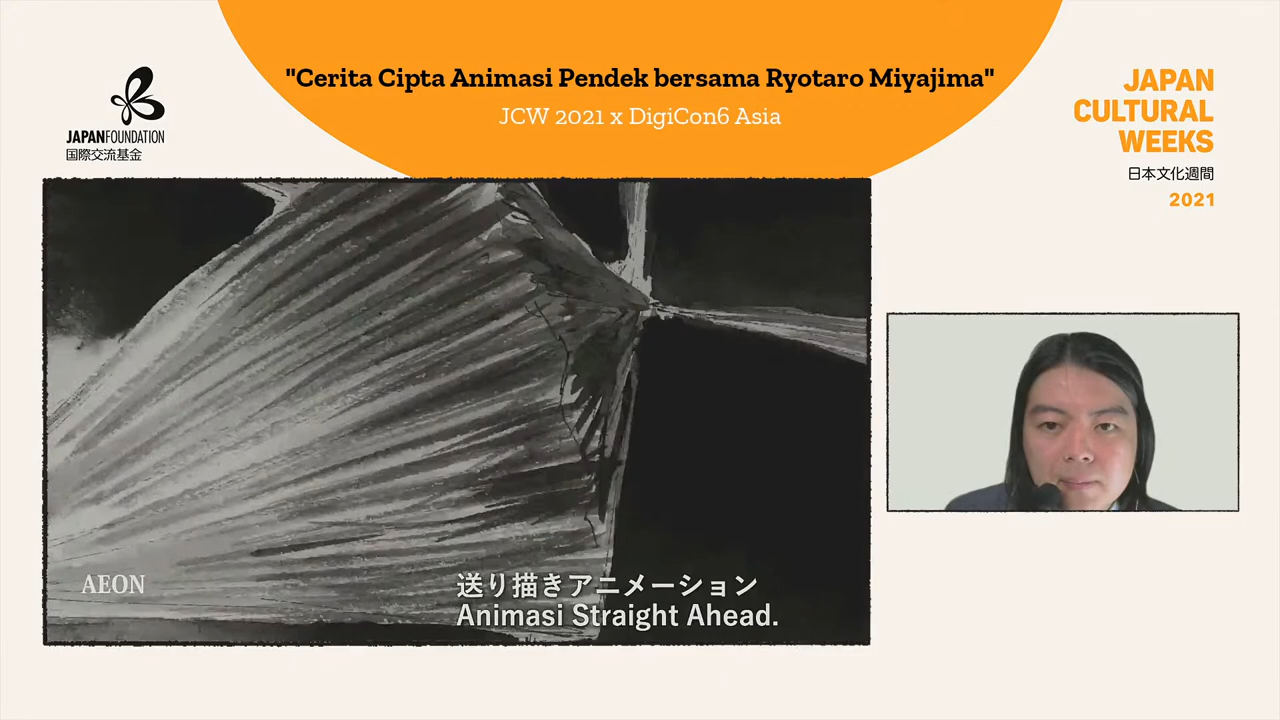 "Cerita Cipta Animasi Pendek bersama Ryotaro Miyajima"
JCW 2021 x DigiCon6 Asia
JAPANFOUNDATION
国際交流基金
JAPAN
CULTURAL
WEEKS
日本文化週間
2021
AEON
送り描きアニメーション
Animasi Straight Ahead.